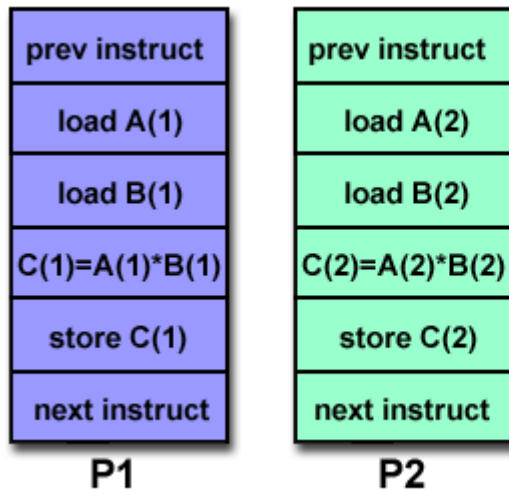 prev instruct
load A(1)
load B(1)
C(1)=A(1)*B(1)
store C(1)
next instruct
P1
prev instruct
load A(2)
load B(2)
C(2)=A(2)*B(2)
store C(2)
next instruct
P2